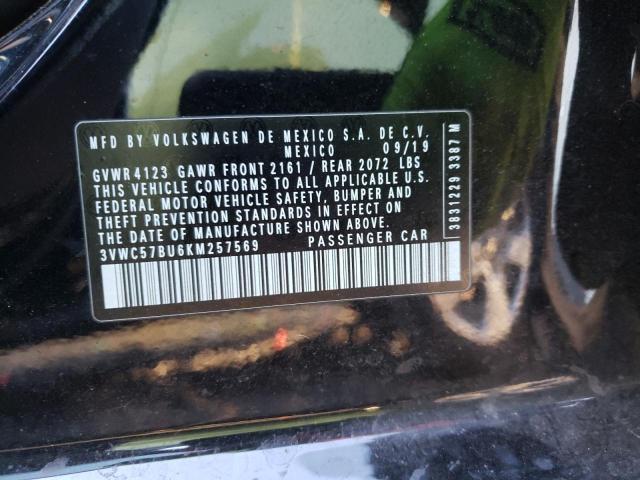 MFD BY VOLKSWAGEN DE MEXICO S.A. DE C.V.
MEXICO 09/19
GVWR 4123 GAWR FRONT 2161 / REAR 2072 LBS
THIS VEHICLE CONFORMS TO ALL APPLICABLE U.S.
FEDERAL MOTOR VEHICLE SAFETY, BUMPER AND
THEFT PREVENTION STANDARDS IN EFFECT ON
THE DATE OF MANUFACTURE SHOWN ABOVE.
3VWC57BU6KM257569 PASSENGER CAR
3831229 3387 M